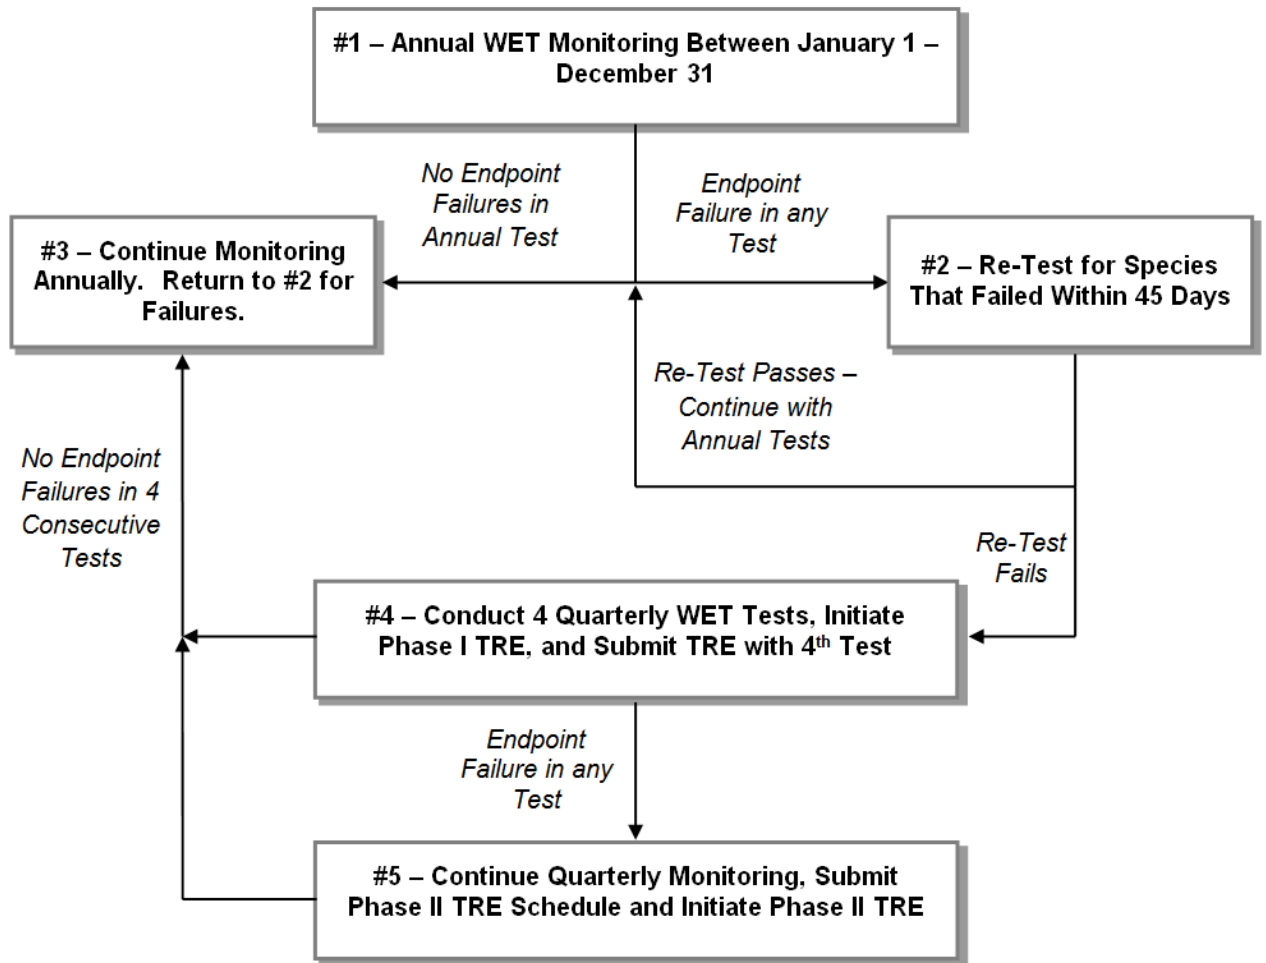 #1 – Annual WET Monitoring Between January 1 –
December 31
No Endpoint
Failures in
Annual Test
Endpoint
Failure in any
Test
#3 – Continue Monitoring
Annually.  Return to #2 for
Failures.
#2 – Re-Test for Species
That Failed Within 45 Days
Re-Test Passes –
Continue with
Annual Tests
No Endpoint
Failures in 4
Consecutive
Tests
Re-Test
Fails
#4 – Conduct 4 Quarterly WET Tests, Initiate
Phase I TRE, and Submit TRE with 4th Test
Endpoint
Failure in any
Test
#5 – Continue Quarterly Monitoring, Submit
Phase II TRE Schedule and Initiate Phase II TRE